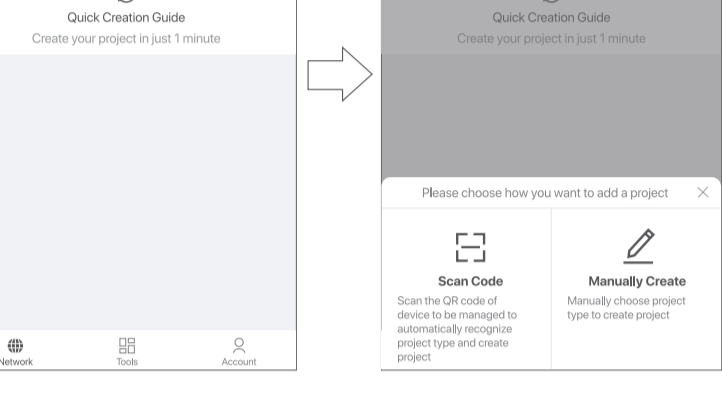 Quick Creation Guide
Create your project in just 1 minute
Network
Tools
Account
Quick Creation Guide
Create your project in just 1 minute
Please choose how you want to add a project
Scan Code
Scan the QR code of
device to be managed to
automatically recognize
project type and create
project
Manually Create
Manually choose project
type to create project